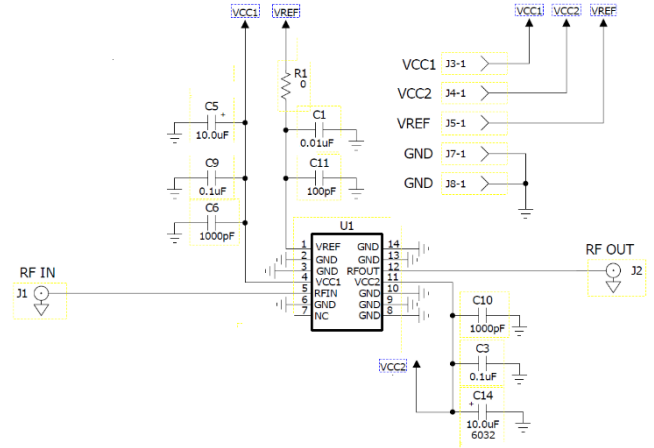 VCC1 VREF
VCC1 VCC2 VREF
R1
0
VCC1 J3-1
VCC2 J4-1
VREF J5-1
GND J7-1
GND J8-1
C5
+
10.0uF
C1
0.01uF
C9
0.1uF
C11
100pF
C6
1000pF
U1
1 VREF GND 14
2 GND GND 13
3 GND RFOUT 12
4 VCC1 VCC2 11
5 RFIN GND 10
6 GND GND 9
7 NC GND 8
RF IN
J1
RF OUT
J2
C10
1000pF
C3
0.1uF
VCC2
C14
+
10.0uF
6032